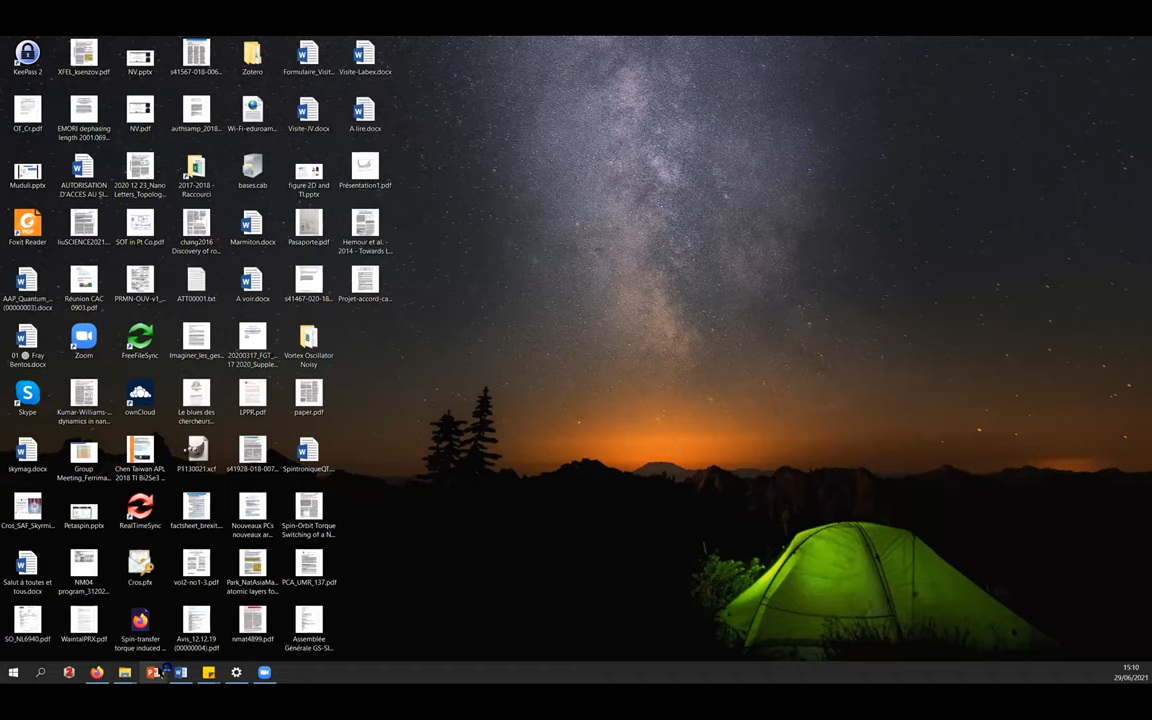 KeePass 2
XFEL_ksenzov.pdf
NV.pptx
s41567-018-006...
Zotero
Formulaire_Visit...
Visite-Labex.docx
OT_Cr.pdf
EMORI dephasing
length 2001.069...
NV.pdf
authsamp_2018...
Wi-Fi-eduroam...
Visite-JV.docx
A lire.docx
Muduli.pptx
AUTORISATION
D'ACCES AU SI...
2020 12 23_Nano
Letters_Topolog...
2017-2018 -
Raccourci
bases.cab
figure 2D and
TI.pptx
Présentation1.pdf
Foxit Reader
liuSCIENCE2021...
SOT in Pt Co.pdf
chang2016
Discovery of ro...
Marmiton.docx
Pasaporte.pdf
Hemour et al. -
2014 - Towards L...
AAP_Quantum_...
(00000003).docx
Réunion CAC
0903.pdf
PRMN-OUV-v1_...
ATT00001.txt
A voir.docx
s41467-020-18...
Projet-accord-ca...
01 Fray
Bentos.docx
Zoom
FreeFileSync
Imaginer_les_ges...
20200317_FGT_...
17 2020_Supple...
Vortex Oscillator
Noisy
Skype
Kumar-Williams-...
dynamics in nan...
ownCloud
Le blues des
chercheurs...
LPPR.pdf
paper.pdf
skymag.docx
Group
Meeting_Ferrima...
Chen Taiwan APL
2018 TI Bi2Se3 ...
P1130021.xcf
s41928-018-007...
SpintroniqueQT...
Cros_SAF_Skyrmi...
Petaspin.pptx
RealTimeSync
factsheet_brexit...
Nouveaux PCs
nouveaux ar...
Spin-Orbit Torque
Switching of a N...
Salut à toutes et
tous.docx
NM04
program_31202...
Cros.pfx
vol2-no1-3.pdf
Park_NatAsiaMa...
atomic layers fo...
PCA_UMR_137.pdf
SO_NL6940.pdf
WaintalPRX.pdf
Spin-transfer
torque induced ...
Avis_12.12.19
(00000004).pdf
nmat4899.pdf
Assemblée
Générale GS-SI...
15:10
29/06/2021